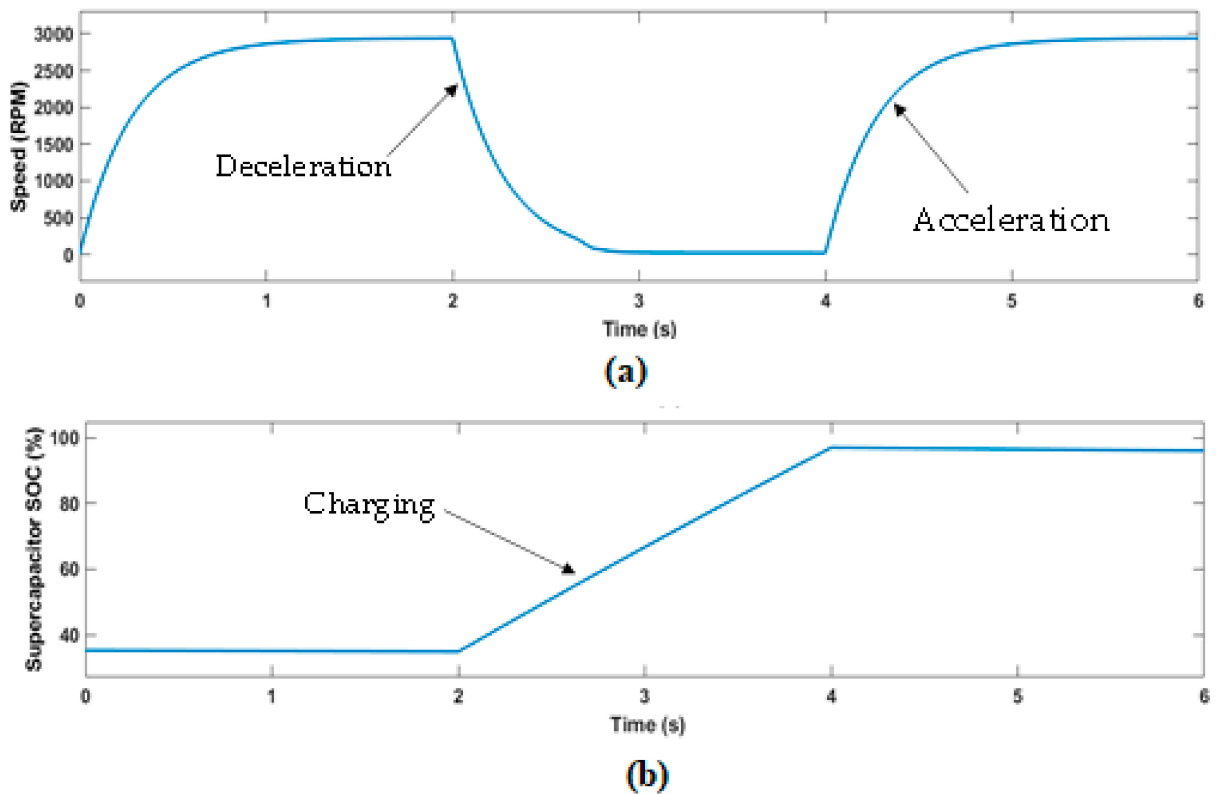 3000
2500
2000
1500
1000
500
0
Speed (RPM)
Deceleration
Acceleration
0 1 2 3 4 5 6
Time (s)
(a)
100
80
60
40
Supercapacitor SOC (%)
Charging
0 1 2 3 4 5 6
Time (s)
(b)